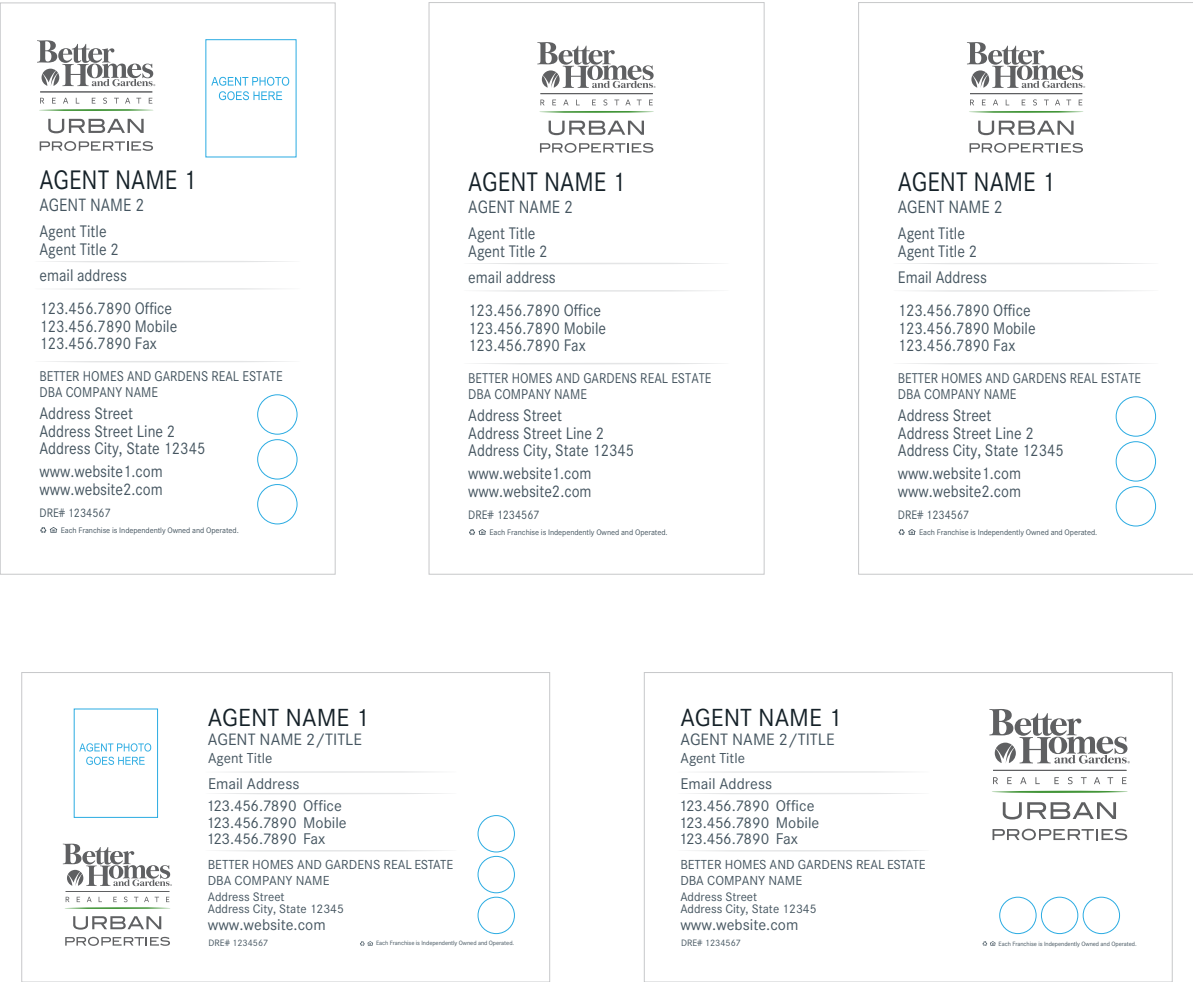 Better
Homes
and Gardens.
REAL ESTATE
URBAN
PROPERTIES
AGENT PHOTO
GOES HERE
AGENT NAME 1
AGENT NAME 2
Agent Title
Agent Title 2
email address
123.456.7890 Office
123.456.7890 Mobile
123.456.7890 Fax
BETTER HOMES AND GARDENS REAL ESTATE
DBA COMPANY NAME
Address Street
Address Street Line 2
Address City, State 12345
www.website1.com
www.website2.com
DRE# 1234567
Each Franchise is Independently Owned and Operated.
Better
Homes
and Gardens.
REAL ESTATE
URBAN
PROPERTIES
AGENT NAME 1
AGENT NAME 2
Agent Title
Agent Title 2
email address
123.456.7890 Office
123.456.7890 Mobile
123.456.7890 Fax
BETTER HOMES AND GARDENS REAL ESTATE
DBA COMPANY NAME
Address Street
Address Street Line 2
Address City, State 12345
www.website1.com
www.website2.com
DRE# 1234567
Each Franchise is Independently Owned and Operated.
Better
Homes
and Gardens.
REAL ESTATE
URBAN
PROPERTIES
AGENT NAME 1
AGENT NAME 2
Agent Title
Agent Title 2
Email Address
123.456.7890 Office
123.456.7890 Mobile
123.456.7890 Fax
BETTER HOMES AND GARDENS REAL ESTATE
DBA COMPANY NAME
Address Street
Address Street Line 2
Address City, State 12345
www.website1.com
www.website2.com
DRE# 1234567
Each Franchise is Independently Owned and Operated.
AGENT PHOTO
GOES HERE
Better
Homes
and Gardens.
REAL ESTATE
URBAN
PROPERTIES
AGENT NAME 1
AGENT NAME 2/TITLE
Agent Title
Email Address
123.456.7890 Office
123.456.7890 Mobile
123.456.7890 Fax
BETTER HOMES AND GARDENS REAL ESTATE
DBA COMPANY NAME
Address Street
Address City, State 12345
www.website.com
DRE# 1234567
Each Franchise is Independently Owned and Operated.
AGENT NAME 1
AGENT NAME 2/TITLE
Agent Title
Email Address
123.456.7890 Office
123.456.7890 Mobile
123.456.7890 Fax
BETTER HOMES AND GARDENS REAL ESTATE
DBA COMPANY NAME
Address Street
Address City, State 12345
www.website.com
DRE# 1234567
Better
Homes
and Gardens.
REAL ESTATE
URBAN
PROPERTIES
Each Franchise is Independently Owned and Operated.